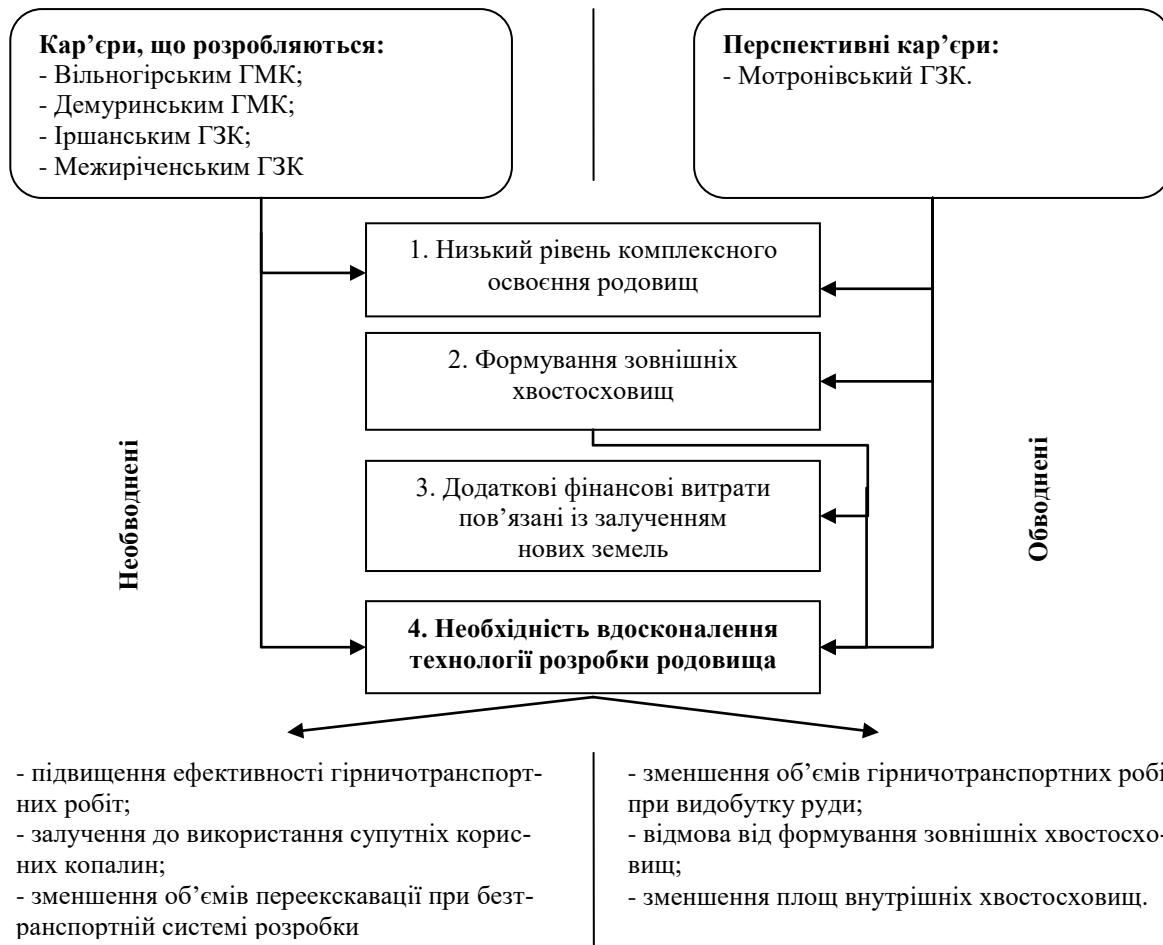 Кар’єри, що розробляються:
- Вільногірським ГМК;
- Демуринським ГМК;
- Іршанським ГЗК;
- Межиріченським ГЗК
Перспективні кар’єри:
- Мотронівський ГЗК.
1. Низький рівень комплексного
освоєння родовищ
2. Формування зовнішніх
хвостосховищ
3. Додаткові фінансові витрати
пов’язані із залученням
нових земель
4. Необхідність вдосконалення
технології розробки родовища
Необводнені
Обводнені
- підвищення ефективності гірничотранспорт-
них робіт;
- залучення до використання супутніх корис-
них копалин;
- зменшення об’ємів переекскавації при безт-
ранспортній системі розробки
- зменшення об’ємів гірничотранспортних робі
при видобутку руди;
- відмова від формування зовнішніх хвостосхо-
вищ;
- зменшення площ внутрішніх хвостосховищ.